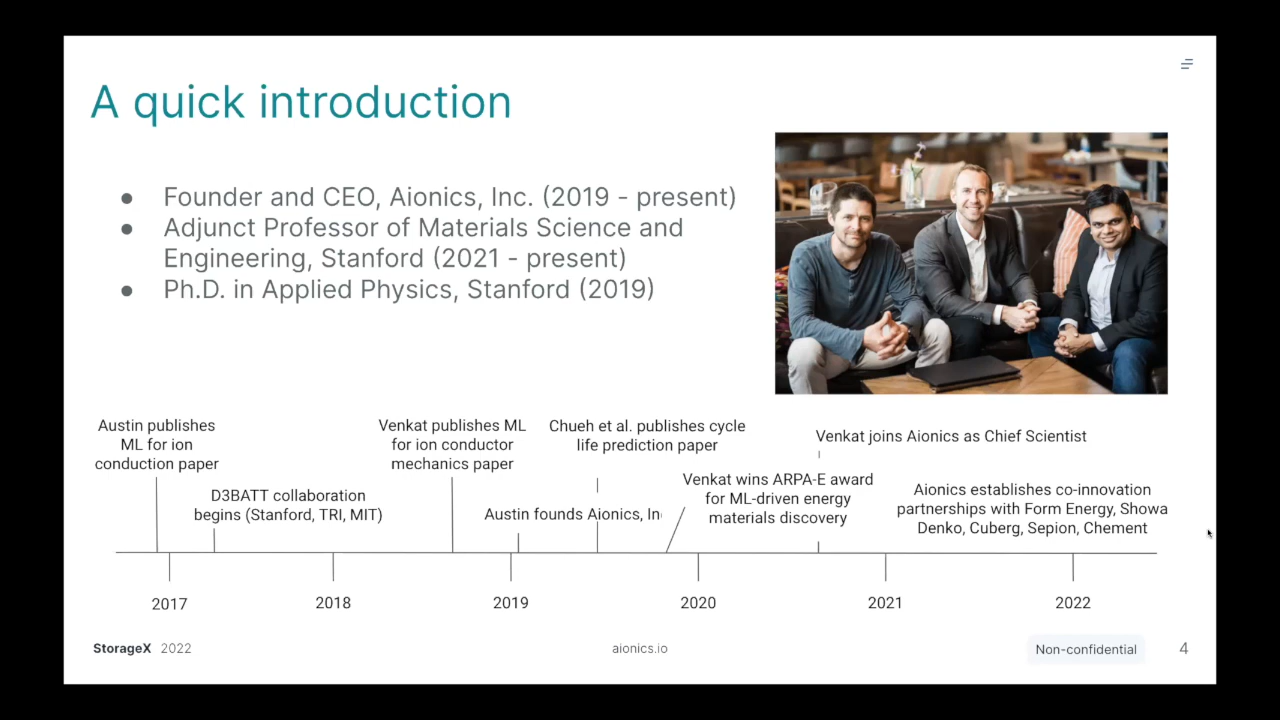 A quick introduction
● Founder and CEO, Aionics, Inc. (2019 - present)
● Adjunct Professor of Materials Science and
Engineering, Stanford (2021 - present)
● Ph.D. in Applied Physics, Stanford (2019)
Austin publishes
ML for ion
conduction paper
D3BATT collaboration
begins (Stanford, TRI, MIT)
Venkat publishes ML
for ion conductor
mechanics paper
Austin founds Aionics, In
Chueh et al. publishes cycle
life prediction paper
Venkat wins ARPA-E award
for ML-driven energy
materials discovery
Venkat joins Aionics as Chief Scientist
Aionics establishes co-innovation
partnerships with Form Energy, Showa
Denko, Cuberg, Sepion, Chement
2017 2018 2019 2020 2021 2022
StorageX 2022 aionics.io Non-confidential 4